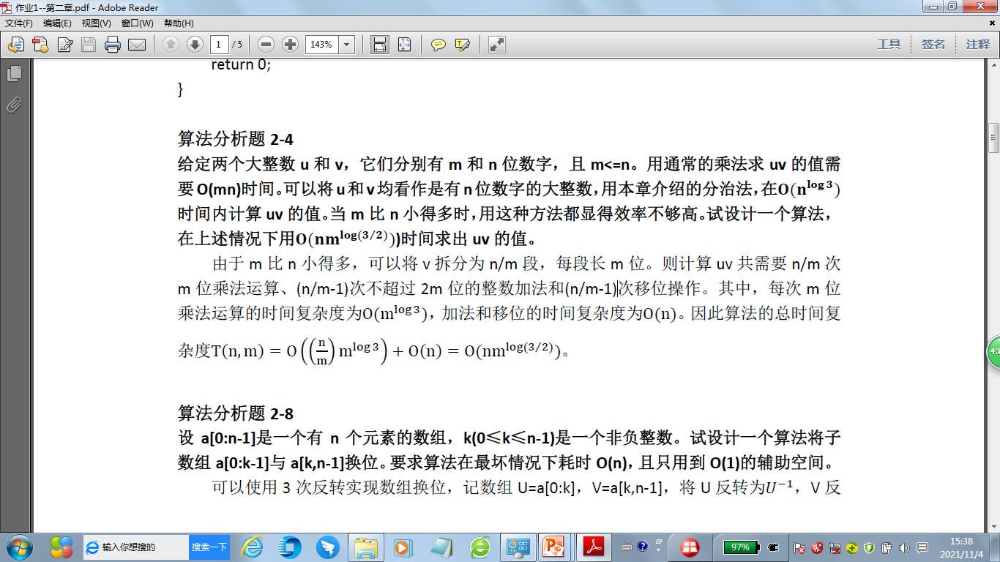 作业1--第二章.pdf - Adobe Reader
文件(F) 编辑(E) 视图(V) 窗口(W) 帮助(H)
1 / 5 143% 工具 签名 注释
return 0;
}
算法分析题 2-4
给定两个大整数 u 和 v，它们分别有 m 和 n 位数字，且 m<=n。用通常的乘法求 uv 的值需
要 O(mn)时间。可以将 u 和 v 均看作是有 n 位数字的大整数，用本章介绍的分治法，在O(n^{log 3})
时间内计算 uv 的值。当 m 比 n 小得多时，用这种方法都显得效率不够高。试设计一个算法，
在上述情况下用O(nm^{log(3/2)}))时间求出 uv 的值。
由于 m 比 n 小得多，可以将 v 拆分为 n/m 段，每段长 m 位。则计算 uv 共需要 n/m 次
m 位乘法运算、(n/m-1)次不超过 2m 位的整数加法和(n/m-1)次移位操作。其中，每次 m 位
乘法运算的时间复杂度为O(m^{log 3})，加法和移位的时间复杂度为O(n)。因此算法的总时间复
杂度T(n, m) = O((n/m) m^{log 3}) + O(n) = O(nm^{log(3/2)})。
算法分析题 2-8
设 a[0:n-1]是一个有 n 个元素的数组，k(0≤k≤n-1)是一个非负整数。试设计一个算法将子
数组 a[0:k-1]与 a[k,n-1]换位。要求算法在最坏情况下耗时 O(n)，且只用到 O(1)的辅助空间。
可以使用 3 次反转实现数组换位，记数组 U=a[0:k]，V=a[k,n-1]，将 U 反转为U^{-1}，V 反
43
输入你想搜的 搜索一下
97%
15:38
2021/11/4